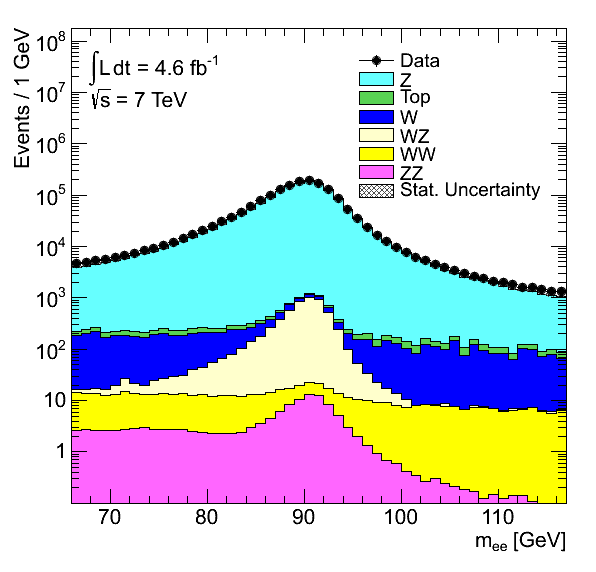 Events / 1 GeV
10⁸
10⁷
10⁶
10⁵
10⁴
10³
10²
10
1
∫L dt = 4.6 fb⁻¹
√s = 7 TeV
Data
Z
Top
W
WZ
WW
ZZ
Stat. Uncertainty
70 80 90 100 110
mₑₑ [GeV]